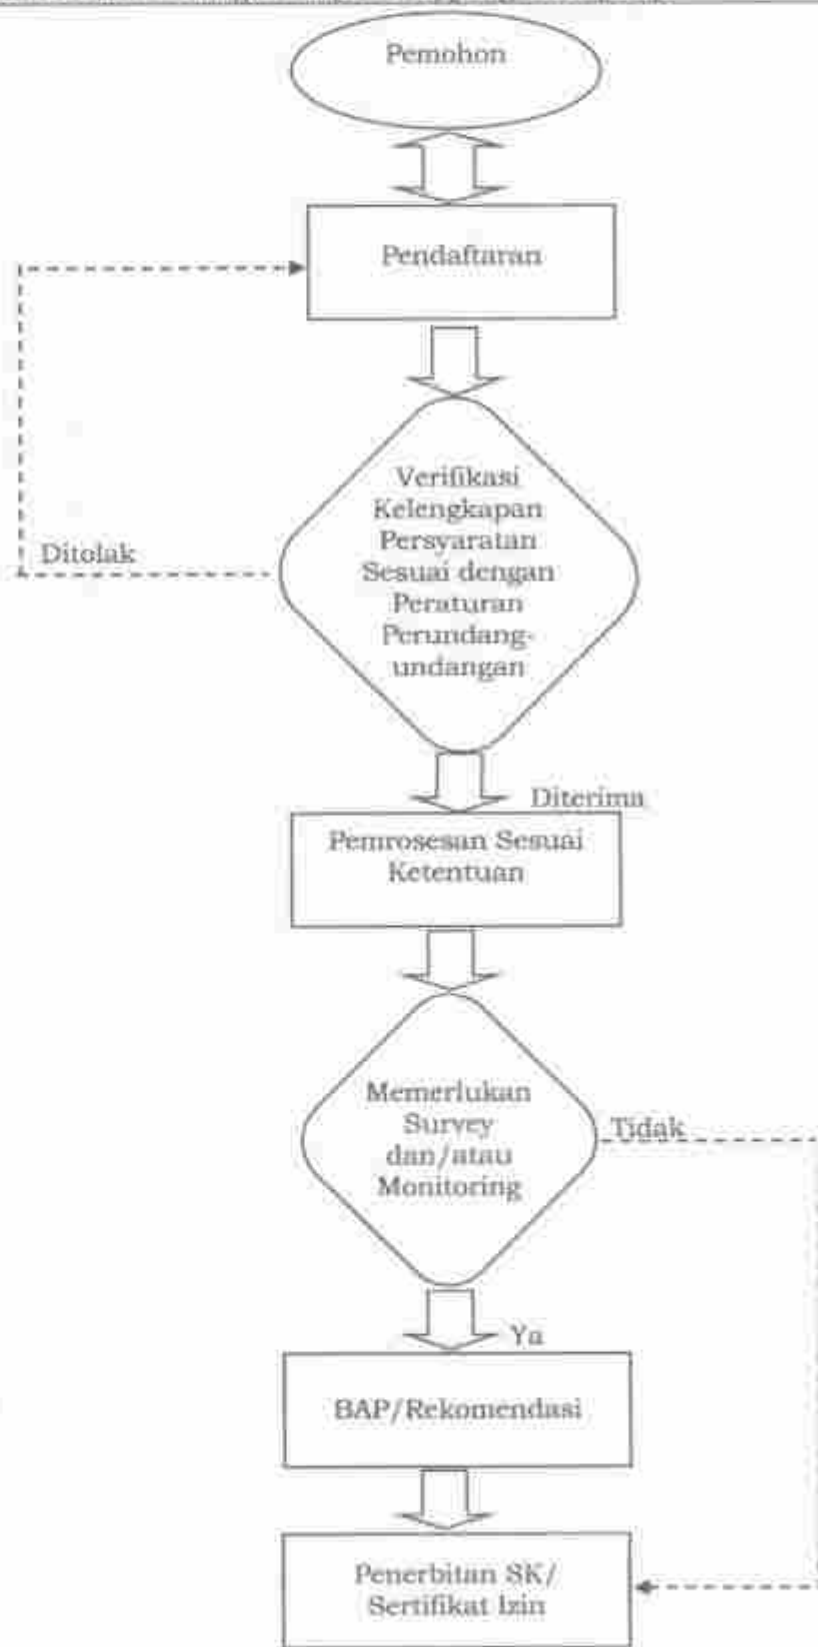 Pemohon
Pendaftaran
Verifikasi
Kelengkapan
Persyaratan
Sesuai dengan
Peraturan
Perundang-
undangan
Ditolak
Diterima
Pemrosesan Sesuai
Ketentuan
Memerlukan
Survey
dan/atau
Monitoring
Tidak
Ya
BAP/Rekomendasi
Penerbitan SK/
Sertifikat Izin